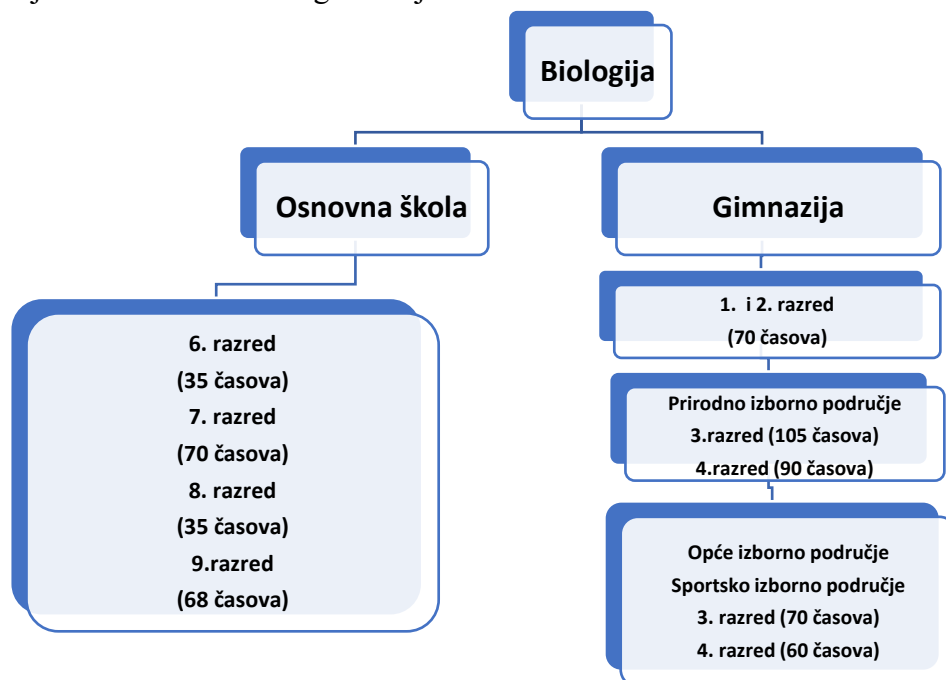 Biologija
Osnovna škola
6. razred
(35 časova)
7. razred
(70 časova)
8. razred
(35 časova)
9.razred
(68 časova)
Gimnazija
1. i 2. razred
(70 časova)
Prirodno izborno područje
3.razred (105 časova)
4.razred (90 časova)
Opće izborno područje
Sportsko izborno područje
3. razred (70 časova)
4. razred (60 časova)